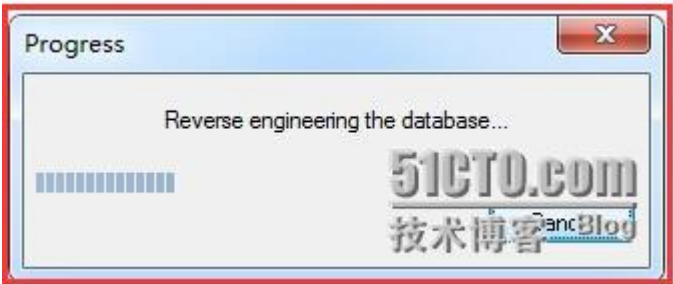 Progress
Reverse engineering the database...
51CTO.com
技术博客 Blog